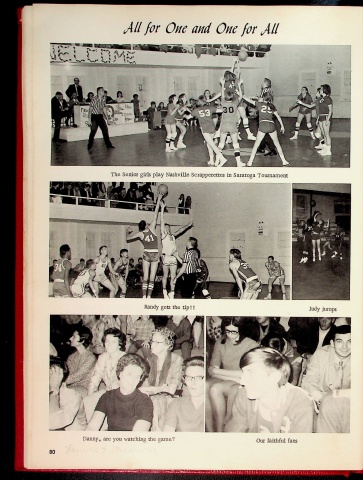 All for One and One for All
WELCOME
The Senior girls play Nashville Scrapperettes in Saratoga Tournament
Randy gets the tip!!
Judy jumps
Danny, are you watching the game?
Our faithful fans
80